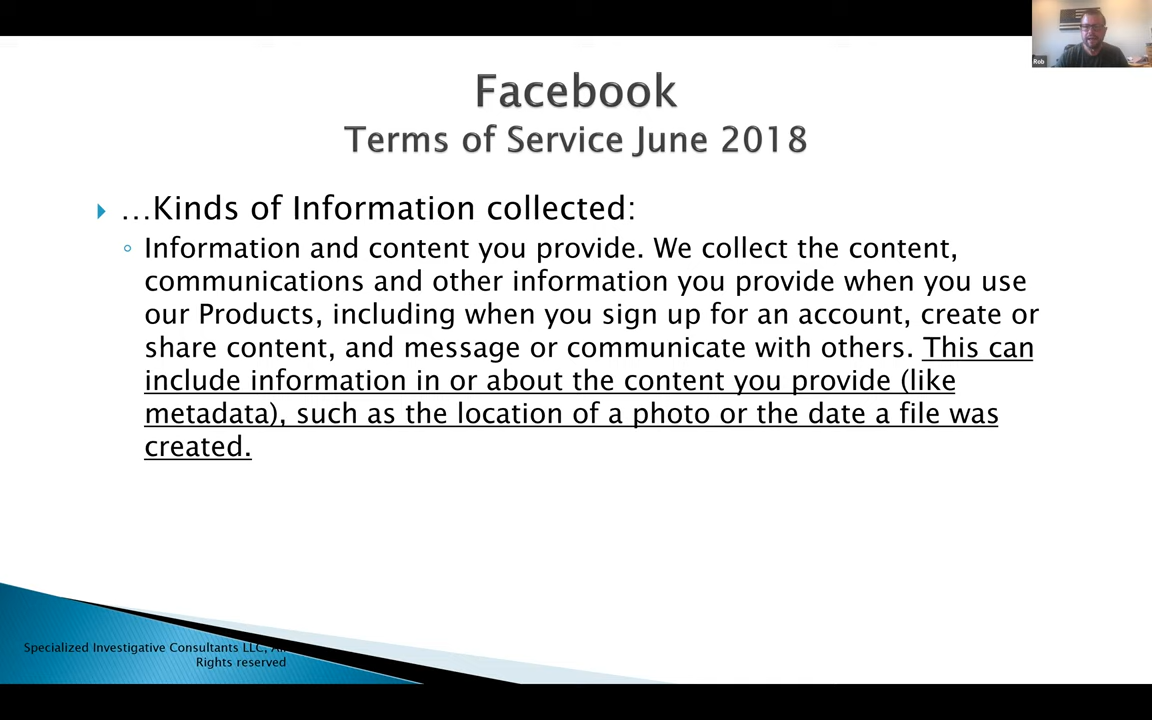 Rob
Facebook
Terms of Service June 2018
…Kinds of Information collected:
Information and content you provide. We collect the content,
communications and other information you provide when you use
our Products, including when you sign up for an account, create or
share content, and message or communicate with others. This can
include information in or about the content you provide (like
metadata), such as the location of a photo or the date a file was
created.
Specialized Investigative Consultants LLC,
Rights reserved